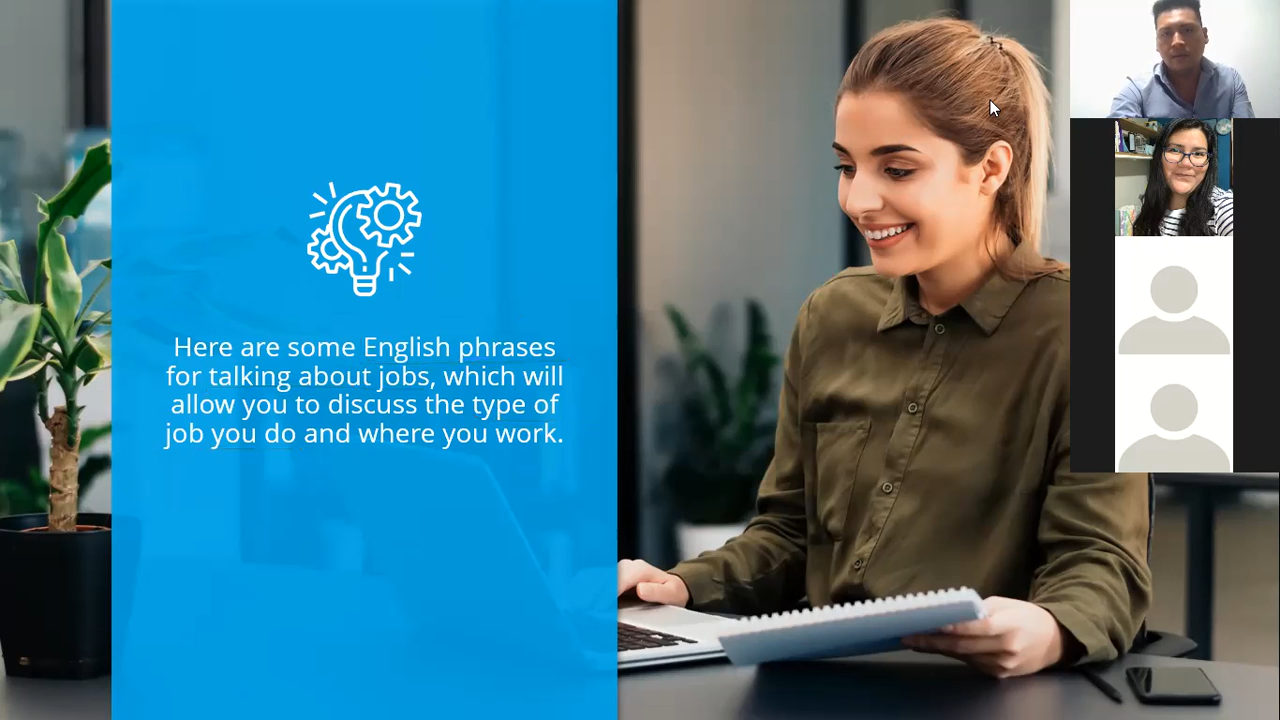 Here are some English phrases
for talking about jobs, which will
allow you to discuss the type of
job you do and where you work.